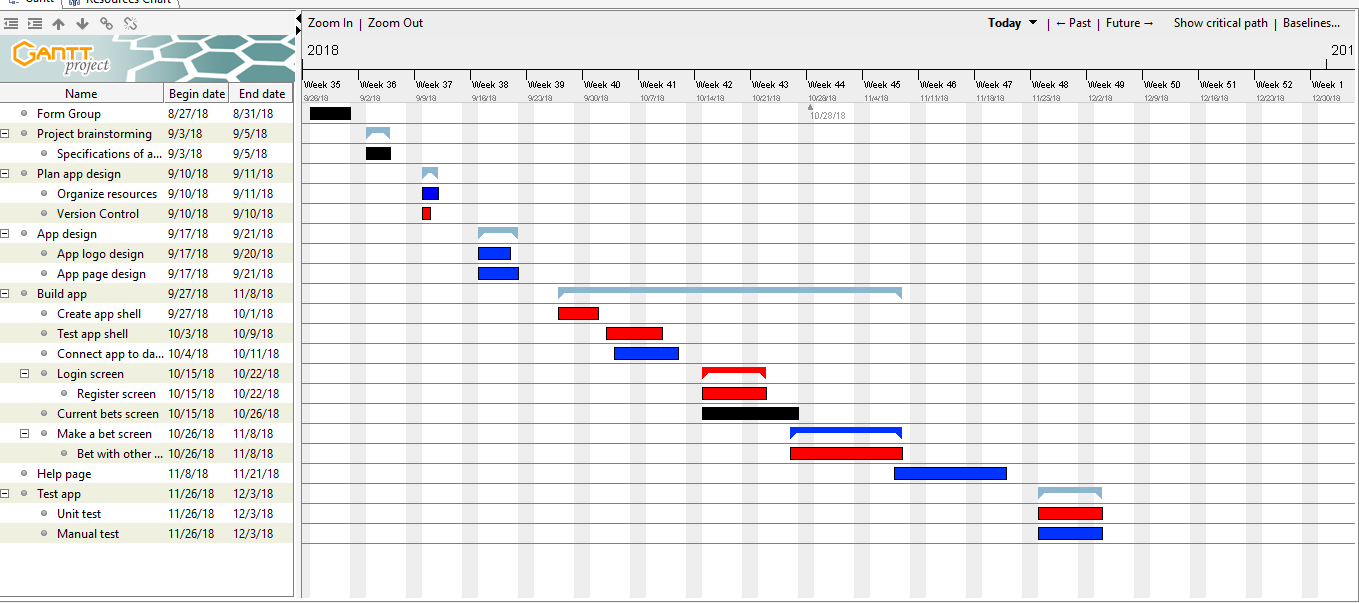 Gantt Resources Chart
Zoom In | Zoom Out Today | ← Past | Future → Show critical path | Baselines...
GANTT project
2018 201
Name Begin date End date
Week 35 Week 36 Week 37 Week 38 Week 39 Week 40 Week 41 Week 42 Week 43 Week 44 Week 45 Week 46 Week 47 Week 48 Week 49 Week 50 Week 51 Week 52 Week 1
8/26/18 9/2/18 9/9/18 9/16/18 9/23/18 9/30/18 10/7/18 10/14/18 10/21/18 10/28/18 11/4/18 11/11/18 11/18/18 11/25/18 12/2/18 12/9/18 12/16/18 12/23/18 12/30/18
10/28/18
Form Group 8/27/18 8/31/18
Project brainstorming 9/3/18 9/5/18
Specifications of a... 9/3/18 9/5/18
Plan app design 9/10/18 9/11/18
Organize resources 9/10/18 9/11/18
Version Control 9/10/18 9/10/18
App design 9/17/18 9/21/18
App logo design 9/17/18 9/20/18
App page design 9/17/18 9/21/18
Build app 9/27/18 11/8/18
Create app shell 9/27/18 10/1/18
Test app shell 10/3/18 10/9/18
Connect app to da... 10/4/18 10/11/18
Login screen 10/15/18 10/22/18
Register screen 10/15/18 10/22/18
Current bets screen 10/15/18 10/26/18
Make a bet screen 10/26/18 11/8/18
Bet with other ... 10/26/18 11/8/18
Help page 11/8/18 11/21/18
Test app 11/26/18 12/3/18
Unit test 11/26/18 12/3/18
Manual test 11/26/18 12/3/18